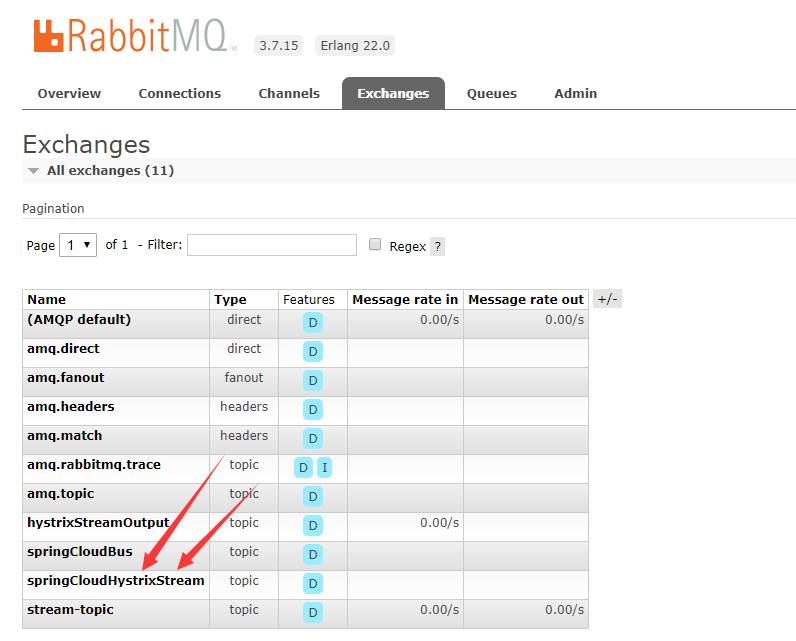 RabbitMQ TM 3.7.15 Erlang 22.0
Overview Connections Channels Exchanges Queues Admin
Exchanges
All exchanges (11)
Pagination
Page 1 of 1 - Filter: Regex ?
Name Type Features Message rate in Message rate out +/-
(AMQP default) direct D 0.00/s 0.00/s
amq.direct direct D
amq.fanout fanout D
amq.headers headers D
amq.match headers D
amq.rabbitmq.trace topic D I
amq.topic topic D
hystrixStreamOutput topic D 0.00/s
springCloudBus topic D
springCloudHystrixStream topic D
stream-topic topic D 0.00/s 0.00/s